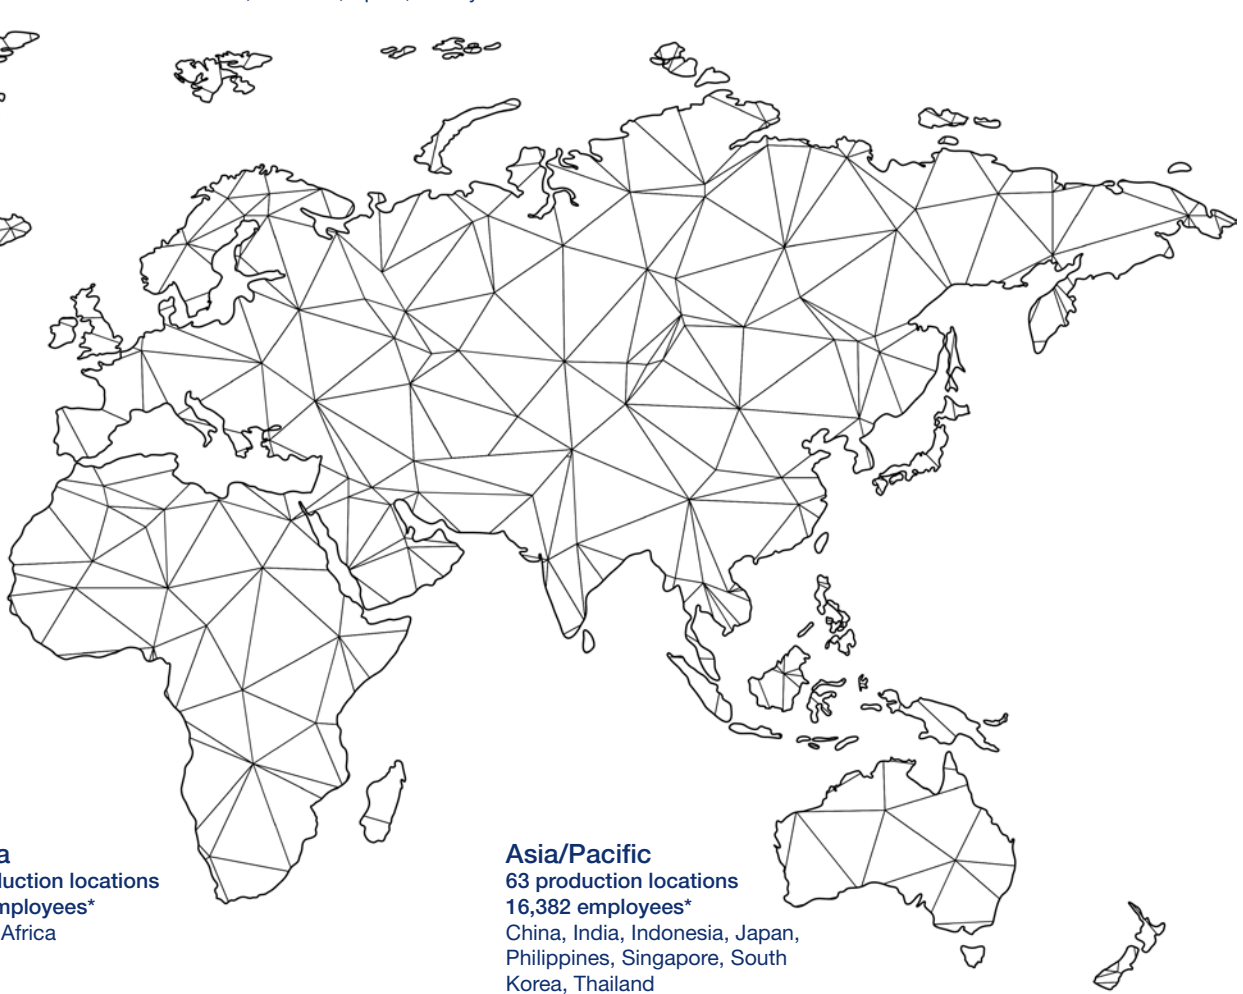 a
uction locations
mployees*
Africa
Asia/Pacific
63 production locations
16,382 employees*
China, India, Indonesia, Japan,
Philippines, Singapore, South
Korea, Thailand